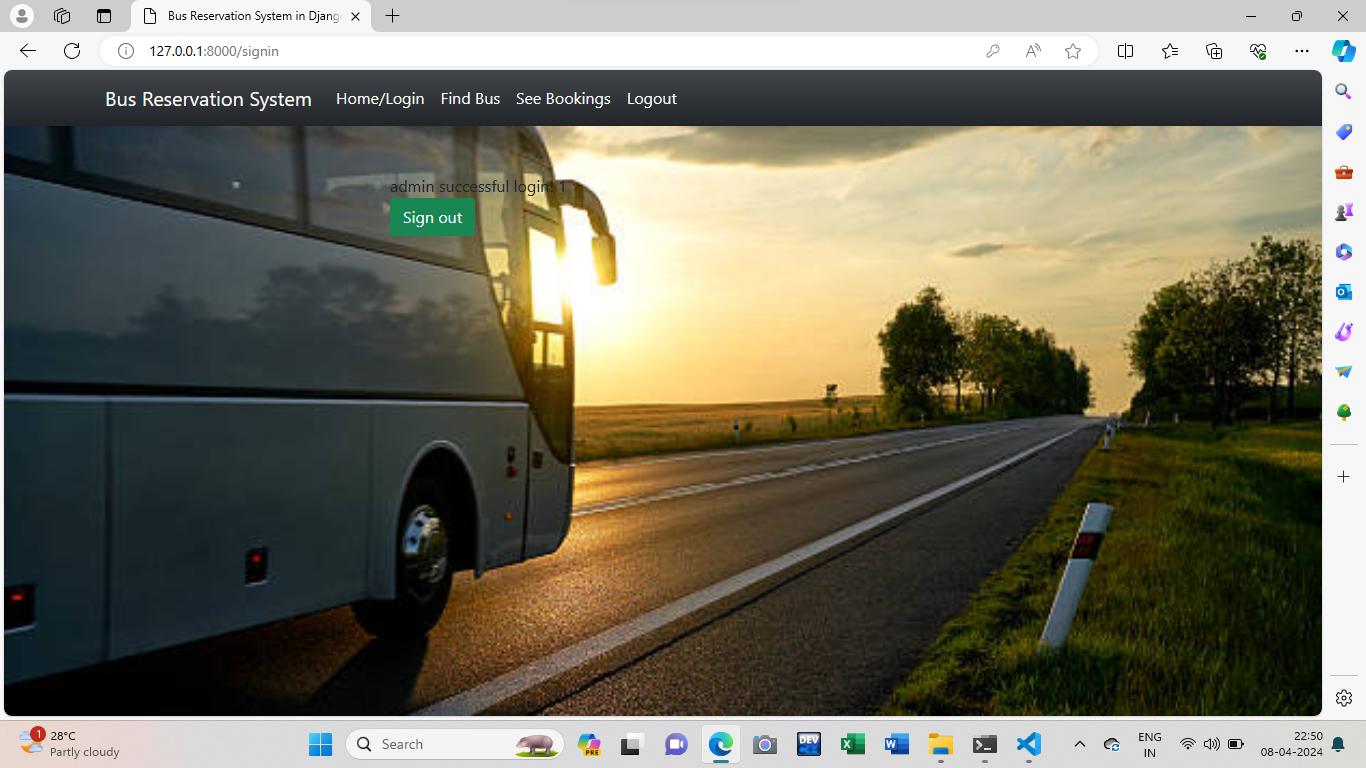 Bus Reservation System in Djang
127.0.0.1:8000/signin
Bus Reservation System Home/Login Find Bus See Bookings Logout
admin successful login! 1
Sign out
1
28°C
Partly cloudy
Search
PRE
DEV
ENG
IN
22:50
08-04-2024